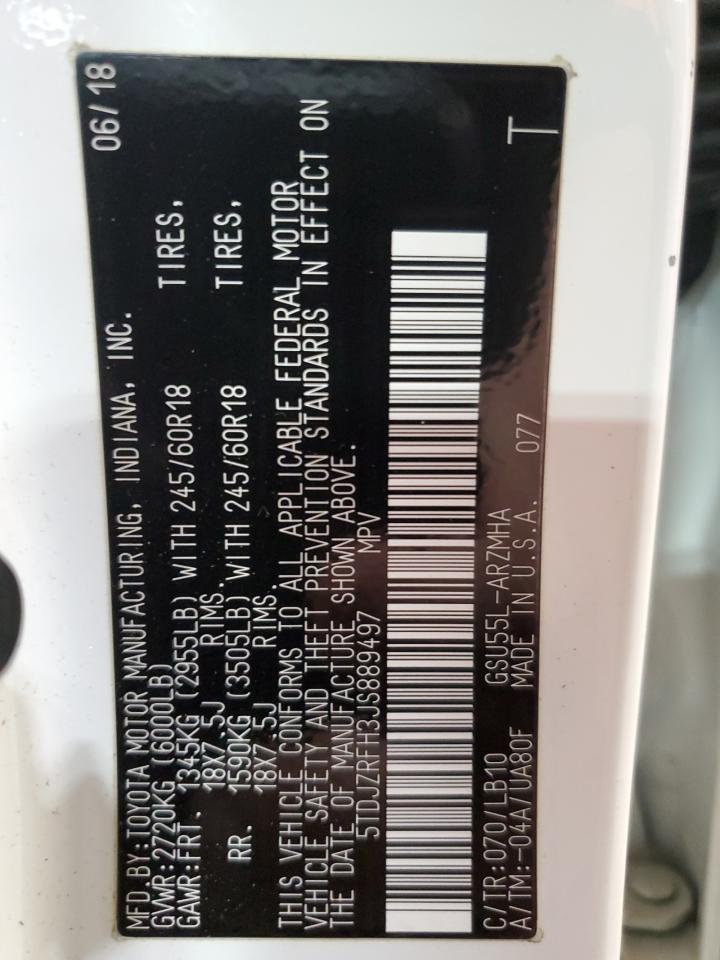 MFD.BY:TOYOTA MOTOR MANUFACTURING, INDIANA, INC. 06/18
GVWR:2720KG (6000LB)
GAWR:FRT. 1345KG (2955LB) WITH 245/60R18 TIRES,
18X7.5J RIMS.
RR. 1590KG (3505LB) WITH 245/60R18 TIRES,
18X7.5J RIMS.
THIS VEHICLE CONFORMS TO ALL APPLICABLE FEDERAL MOTOR
VEHICLE SAFETY AND THEFT PREVENTION STANDARDS IN EFFECT ON
THE DATE OF MANUFACTURE SHOWN ABOVE.
5TDJZRFH3JS889497 MPV
C/TR:070/LB10 GSU55L-ARZMHA
A/TM:-04A/UA80F MADE IN U.S.A. 077 T